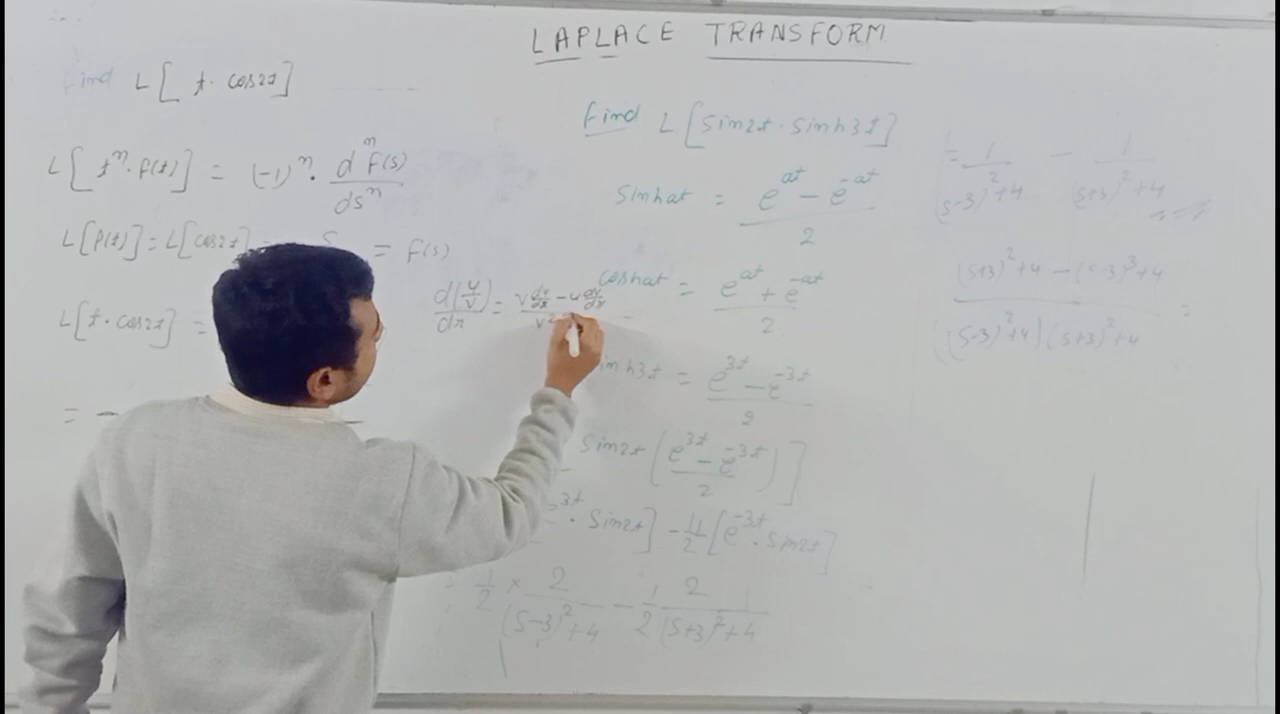 LAPLACE TRANSFORM
Find L[ t. cos2t]
L[ t^n. f(t)] = (-1)^n. d^n F(s) / ds^n
L[f(t)] = L[cos2t] = S = F(s)
L[t. cos2t] =
d(u/v)/dx = v du/dx - u dv/dx / v
= -
Find L[Sin2t. Sinh3t]
Sinhat = e^at - e^-at / 2
coshat = e^at + e^-at / 2
inh3t = e^3t - e^-3t / 2
Sin2t (e^3t - e^-3t / 2)]
e^3t. Sin2t] - 1/2 L[e^-3t. Sin2t]
= 1/2 × 2/(S-3)^2+4 - 1/2 2/(S+3)^2+4
= 1/(S-3)^2+4 - 1/(S+3)^2+4
(S+3)^2+4 - (S-3)^3+4 / ((S-3)^2+4)(S+3)^2+4 =